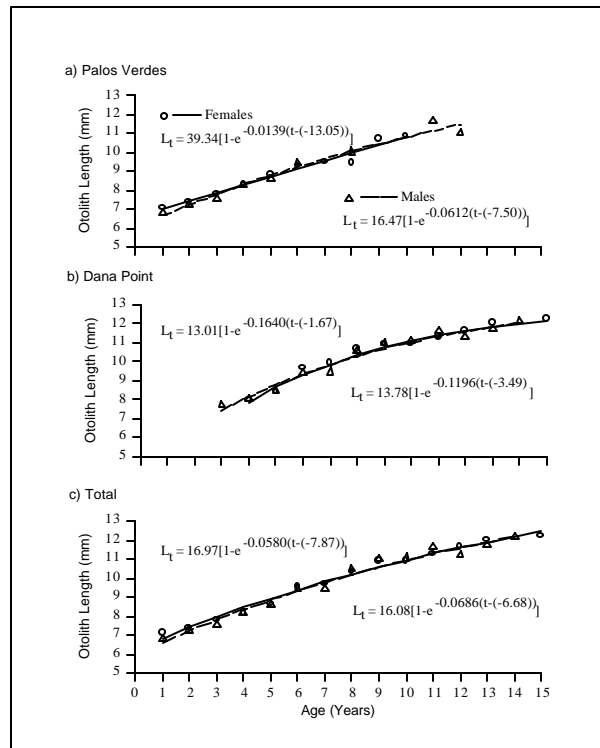 a) Palos Verdes
13
12
11
10
9
8
7
6
5
Otolith Length (mm)
Females
L_t = 39.34[1-e^-0.0139(t-(-13.05))]
Males
L_t = 16.47[1-e^-0.0612(t-(-7.50))]
b) Dana Point
13
12
11
10
9
8
7
6
5
Otolith Length (mm)
L_t = 13.01[1-e^-0.1640(t-(-1.67)]
L_t = 13.78[1-e^-0.1196(t-(-3.49)]
c) Total
13
12
11
10
9
8
7
6
5
Otolith Length (mm)
L_t = 16.97[1-e^-0.0580(t-(-7.87))]
L_t = 16.08[1-e^-0.0686(t-(-6.68))]
0 1 2 3 4 5 6 7 8 9 10 11 12 13 14 15
Age (Years)